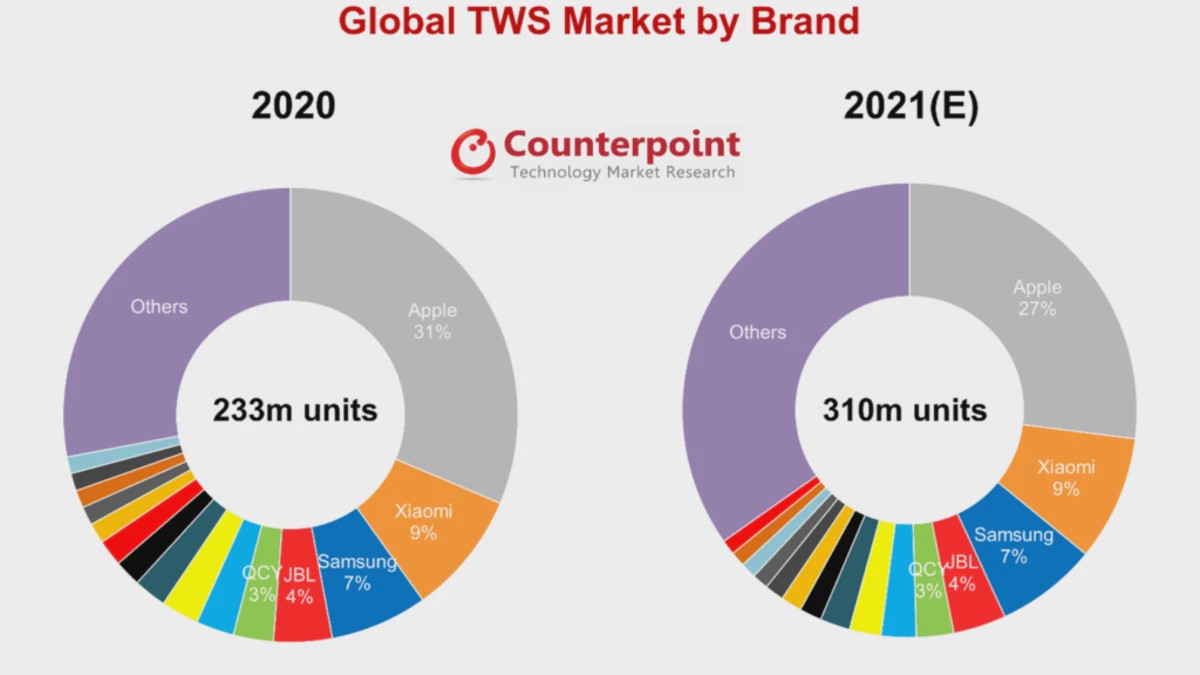 Global TWS Market by Brand
2020
2021(E)
Counterpoint
Technology Market Research
Others
Apple
31%
Xiaomi
9%
Samsung
7%
JBL
4%
QCY
3%
233m units
Others
Apple
27%
Xiaomi
9%
Samsung
7%
JBL
4%
QCY
3%
310m units